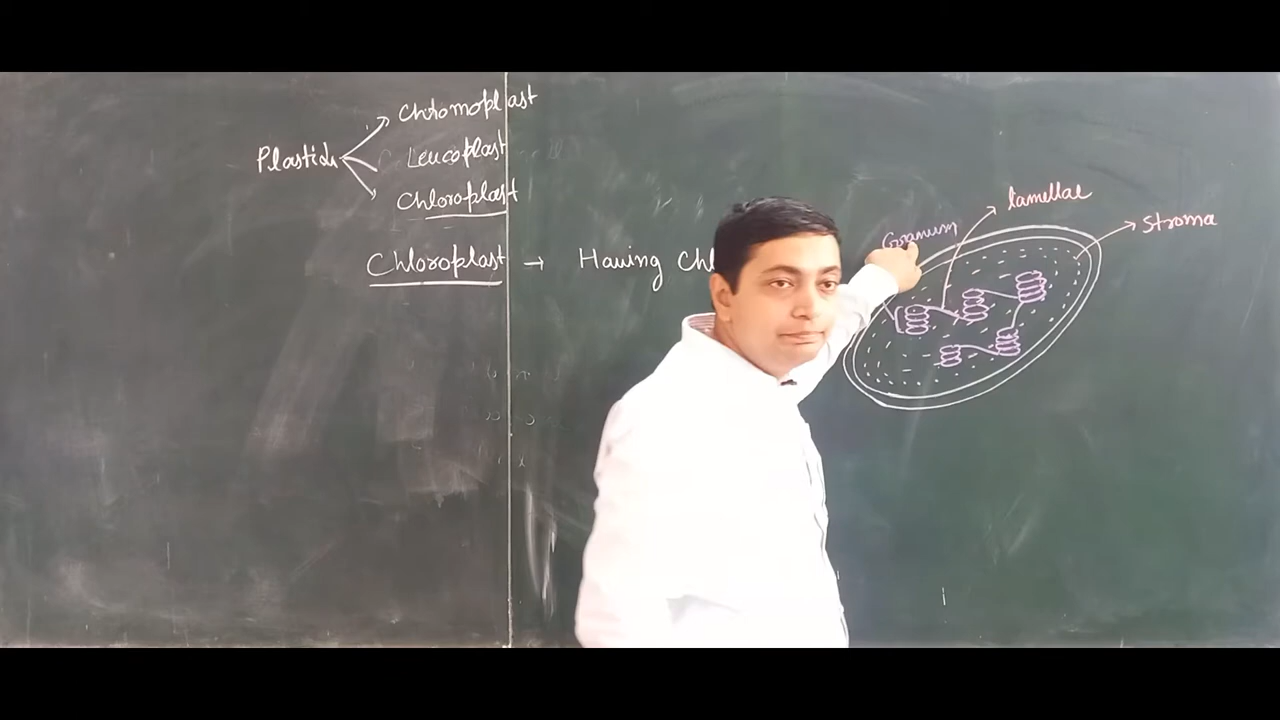 Chromoplast
Plastids
Leucoplast
Chloroplast
Chloroplast → Having Chl
Granum
lamellae
Stroma